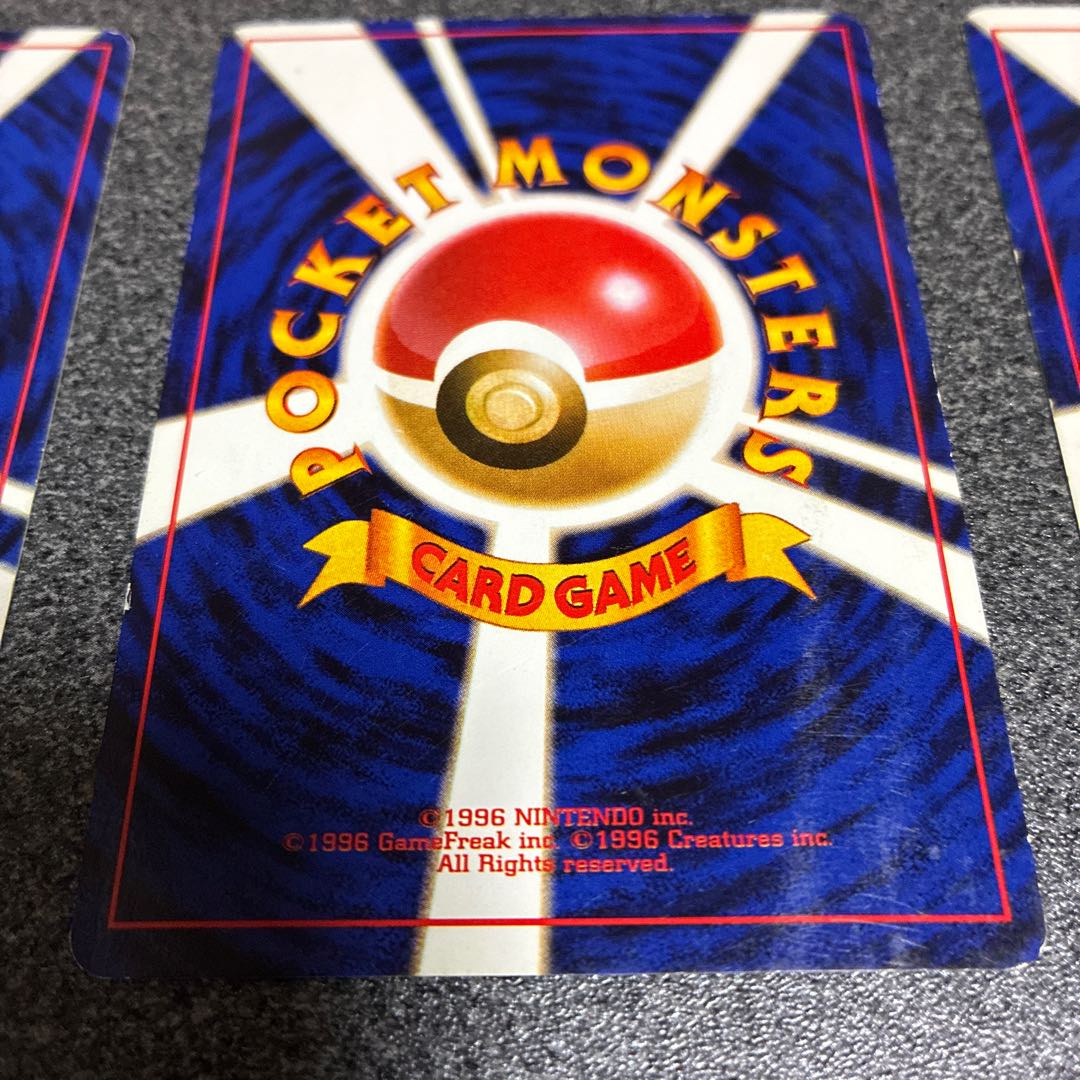 POCKET MONSTERS
CARD GAME
©1996 NINTENDO inc.
©1996 GameFreak inc. ©1996 Creatures inc.
All Rights reserved.